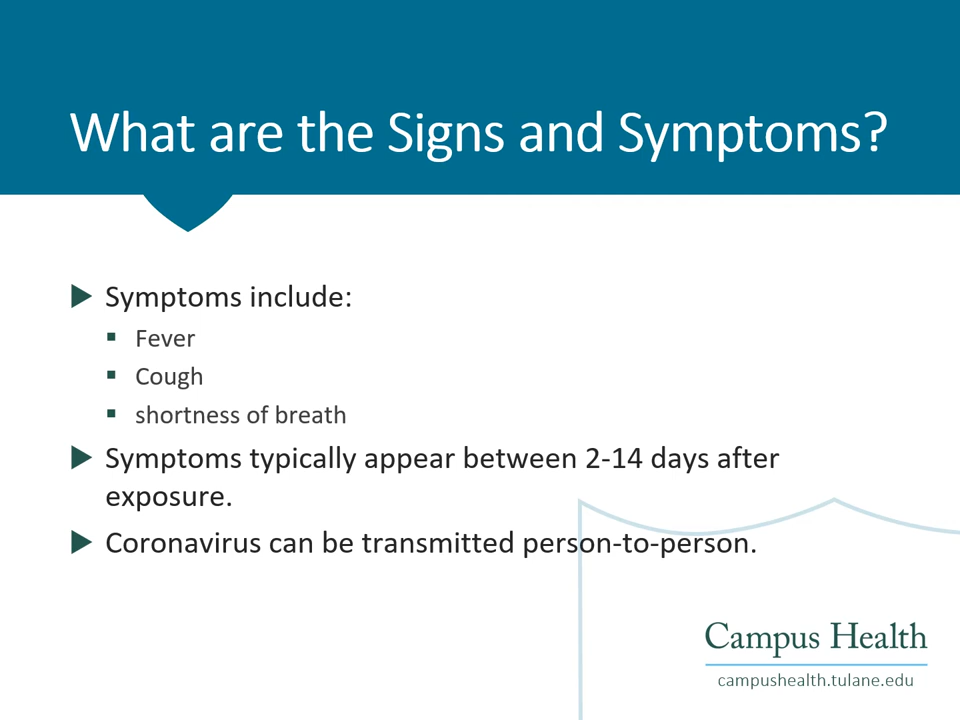 What are the Signs and Symptoms?
Symptoms include:
Fever
Cough
shortness of breath
Symptoms typically appear between 2-14 days after
exposure.
Coronavirus can be transmitted person-to-person.
Campus Health
campushealth.tulane.edu